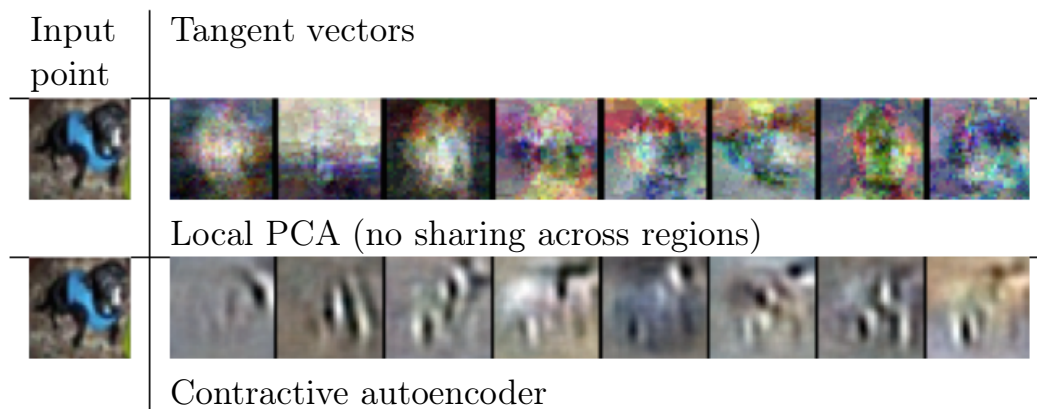 Input point
Tangent vectors
Local PCA (no sharing across regions)
Contractive autoencoder